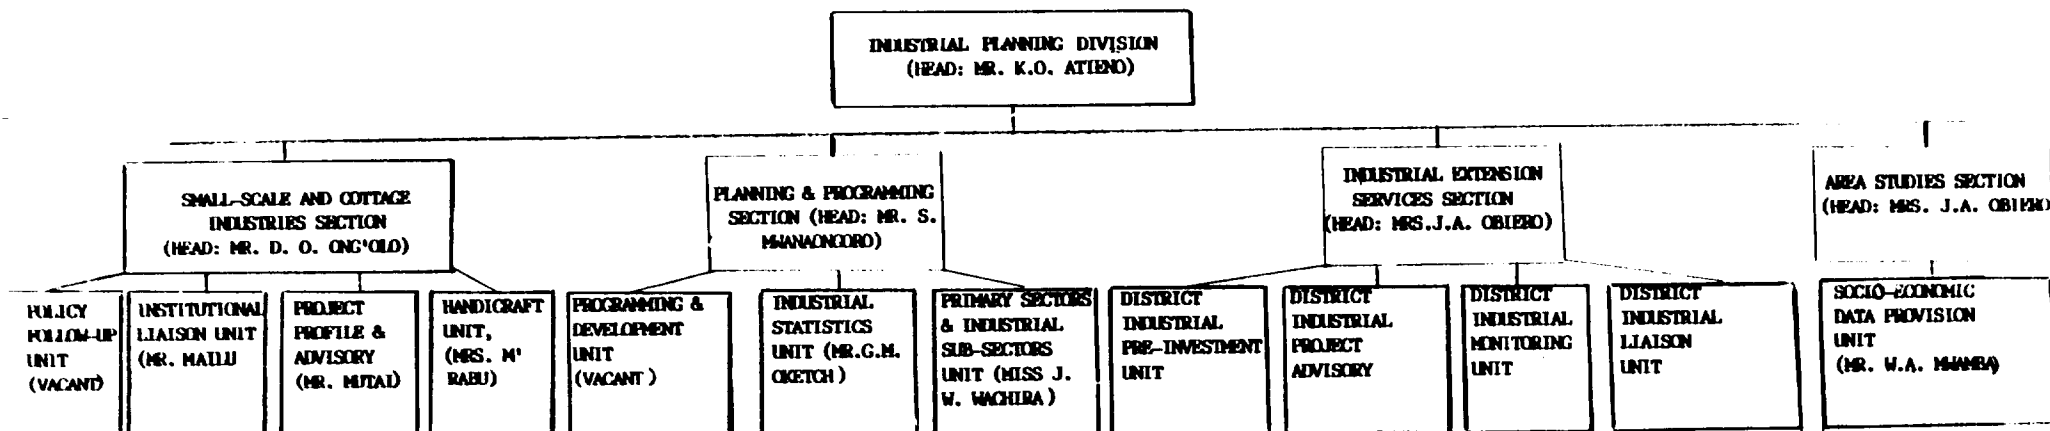 INDUSTRIAL PLANNING DIVISION
(HEAD: MR. K.O. ATIENO)
SMALL-SCALE AND COTTAGE
INDUSTRIES SECTION
(HEAD: MR. D. O. ONG'OLO)
PLANNING & PROGRAMMING
SECTION (HEAD: MR. S.
MWANAONGORO)
INDUSTRIAL EXTENSION
SERVICES SECTION
(HEAD: MRS.J.A. OBIERO)
AREA STUDIES SECTION
(HEAD: MRS. J.A. OBIERO)
POLICY
FOLLOW-UP
UNIT
(VACANT)
INSTITUTIONAL
LIAISON UNIT
(MR. MAILU
PROJECT
PROFILE &
ADVISORY
(MR. MUTAI)
HANDICRAFT
UNIT,
(MRS. M'
RABU)
PROGRAMMING &
DEVELOPMENT
UNIT
(VACANT )
INDUSTRIAL
STATISTICS
UNIT (MR.G.M.
OKETCH )
PRIMARY SECTORS
& INDUSTRIAL
SUB-SECTORS
UNIT (MISS J.
W. WACHIRA )
DISTRICT
INDUSTRIAL
PRE-INVESTMENT
UNIT
DISTRICT
INDUSTRIAL
PROJECT
ADVISORY
DISTRICT
INDUSTRIAL
MONITORING
UNIT
DISTRICT
INDUSTRIAL
LIAISON
UNIT
SOCIO-ECONOMIC
DATA PROVISION
UNIT
(MR. W.A. MWAMBA)